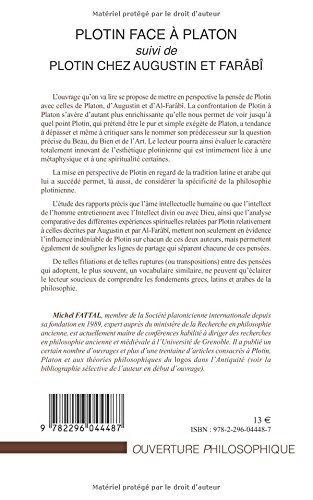 Matériel protégé par le droit d'auteur
PLOTIN FACE À PLATON
suivi de
PLOTIN CHEZ AUGUSTIN ET FARÂBÎ
L'ouvrage qu'on va lire se propose de mettre en perspective la pensée de Plotin
avec celles de Platon, d'Augustin et d'Al-Farâbî. La confrontation de Plotin à
Platon s'avère d'autant plus enrichissante qu'elle nous permet de voir jusqu'à
quel point Plotin, qui prétend être le pur et simple exégète de Platon, a tendance
à dépasser et même à critiquer sans le nommer son prédécesseur sur la question
précise du Beau, du Bien et de l'Art. Le lecteur pourra ainsi évaluer le caractère
totalement innovant de l'esthétique plotinienne qui est intimement liée à une
métaphysique et à une spiritualité certaines.
La mise en perspective de Plotin en regard de la tradition latine et arabe qui
lui a succédé permet, là aussi, de considérer la spécificité de la philosophie
plotinienne.
L'étude des rapports précis que l'âme intellectuelle humaine ou que l'intellect
de l'homme entretiennent avec l'Intellect divin ou avec Dieu, ainsi que l'analyse
comparative des différentes expériences spirituelles relatées par Plotin relativement
à celles décrites par Augustin et par Al-Farâbî, mettent non seulement en évidence
l'influence indéniable de Plotin sur chacun de ces deux auteurs, mais permettent
également de souligner les lignes de partage qui séparent chacune de ces pensées.
De telles filiations et de telles ruptures (ou transpositions) entre des pensées
qui adoptent, le plus souvent, un vocabulaire similaire, ne peuvent qu'éclairer
le lecteur soucieux de comprendre les fondements grecs, latins et arabes de
la philosophie.
Michel FATTAL, membre de la Société platonicienne internationale depuis
sa fondation en 1989, expert auprès du ministère de la Recherche en philosophie
ancienne, est actuellement maître de conférences habilité à diriger des recherches
en philosophie ancienne et médiévale à l'Université de Grenoble. Il a publié un
certain nombre d'ouvrages et plus d'une trentaine d'articles consacrés à Plotin,
Platon et aux théories philosophiques du logos dans l'Antiquité (voir la
bibliographie sélective de l'auteur en début d'ouvrage).
9 782296 044487
13 €
ISBN : 978-2-296-04448-7
OUVERTURE PHILOSOPHIQUE
Matériel protégé par le droit d'auteur